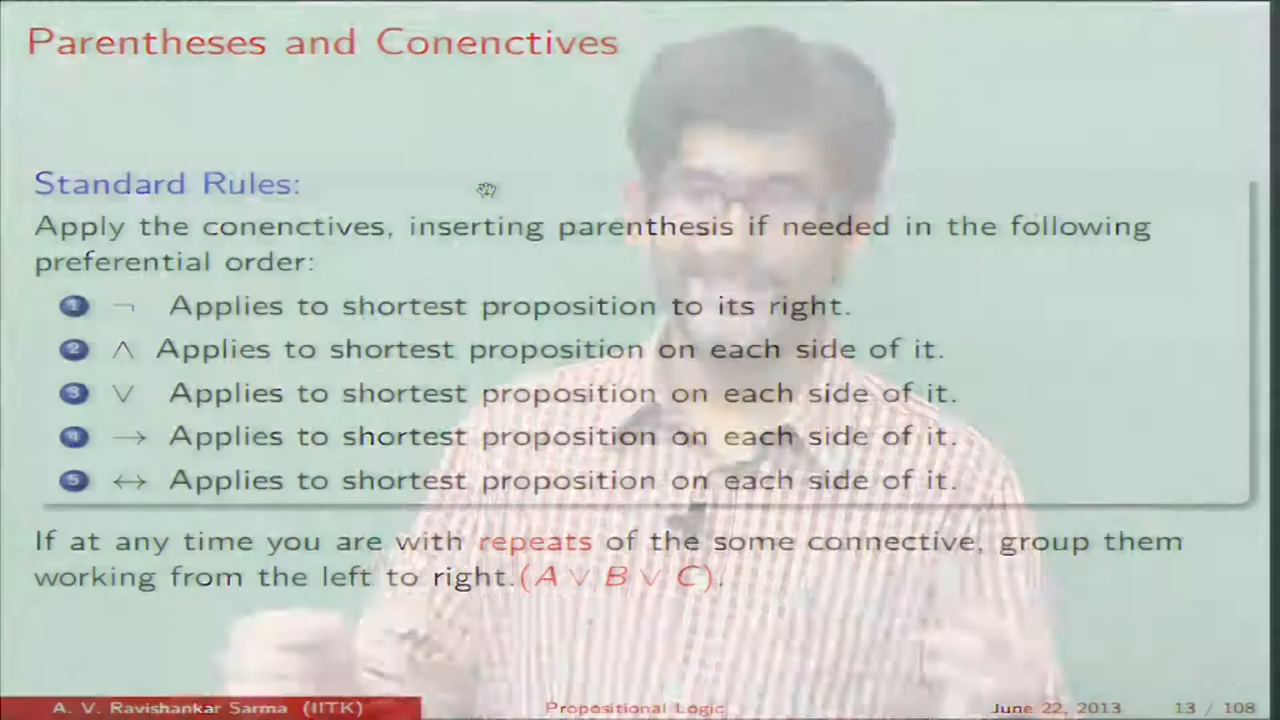 Parentheses and Conenctives
Standard Rules:
Apply the conenctives, inserting parenthesis if needed in the following
preferential order:
1 ¬ Applies to shortest proposition to its right.
2 ∧ Applies to shortest proposition on each side of it.
3 ∨ Applies to shortest proposition on each side of it.
4 → Applies to shortest proposition on each side of it.
5 ↔ Applies to shortest proposition on each side of it.
If at any time you are with repeats of the some connective, group them
working from the left to right.(A ∨ B ∨ C).
A. V. Ravishankar Sarma (IITK) Propositional Logic June 22, 2013 13 / 108